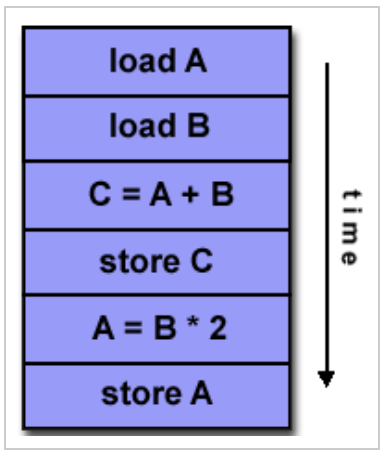 load A
load B
C = A + B
store C
A = B * 2
store A
time